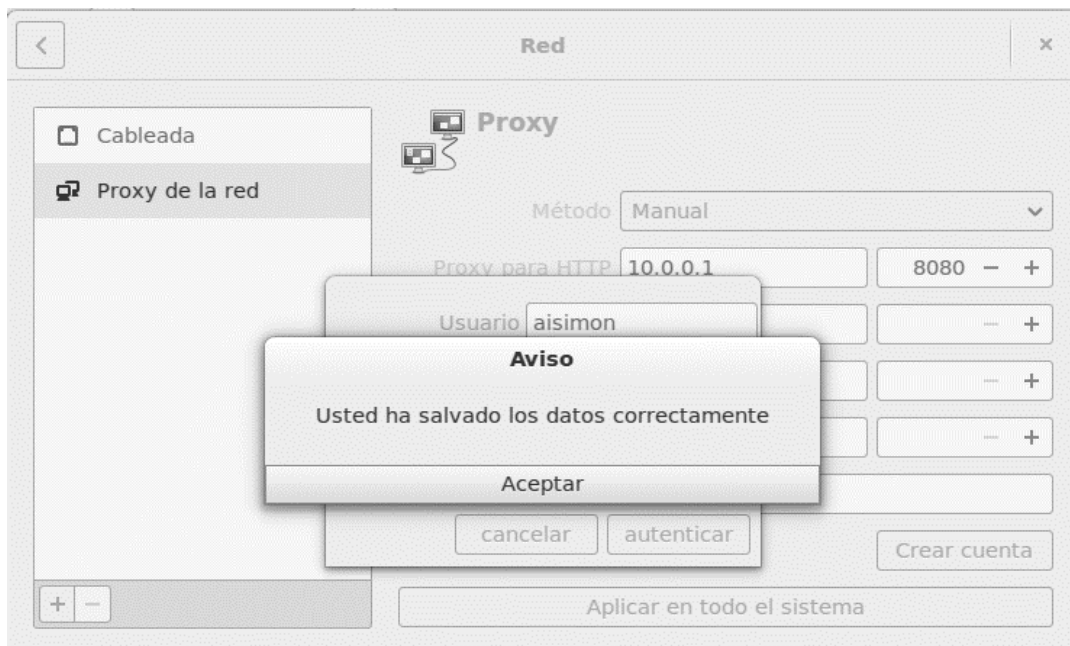 Red
Cableada
Proxy de la red
Proxy
Método Manual
Proxy para HTTP 10.0.0.1 8080 − +
Usuario aisimon
Aviso
Usted ha salvado los datos correctamente
Aceptar
cancelar autenticar
Crear cuenta
Aplicar en todo el sistema